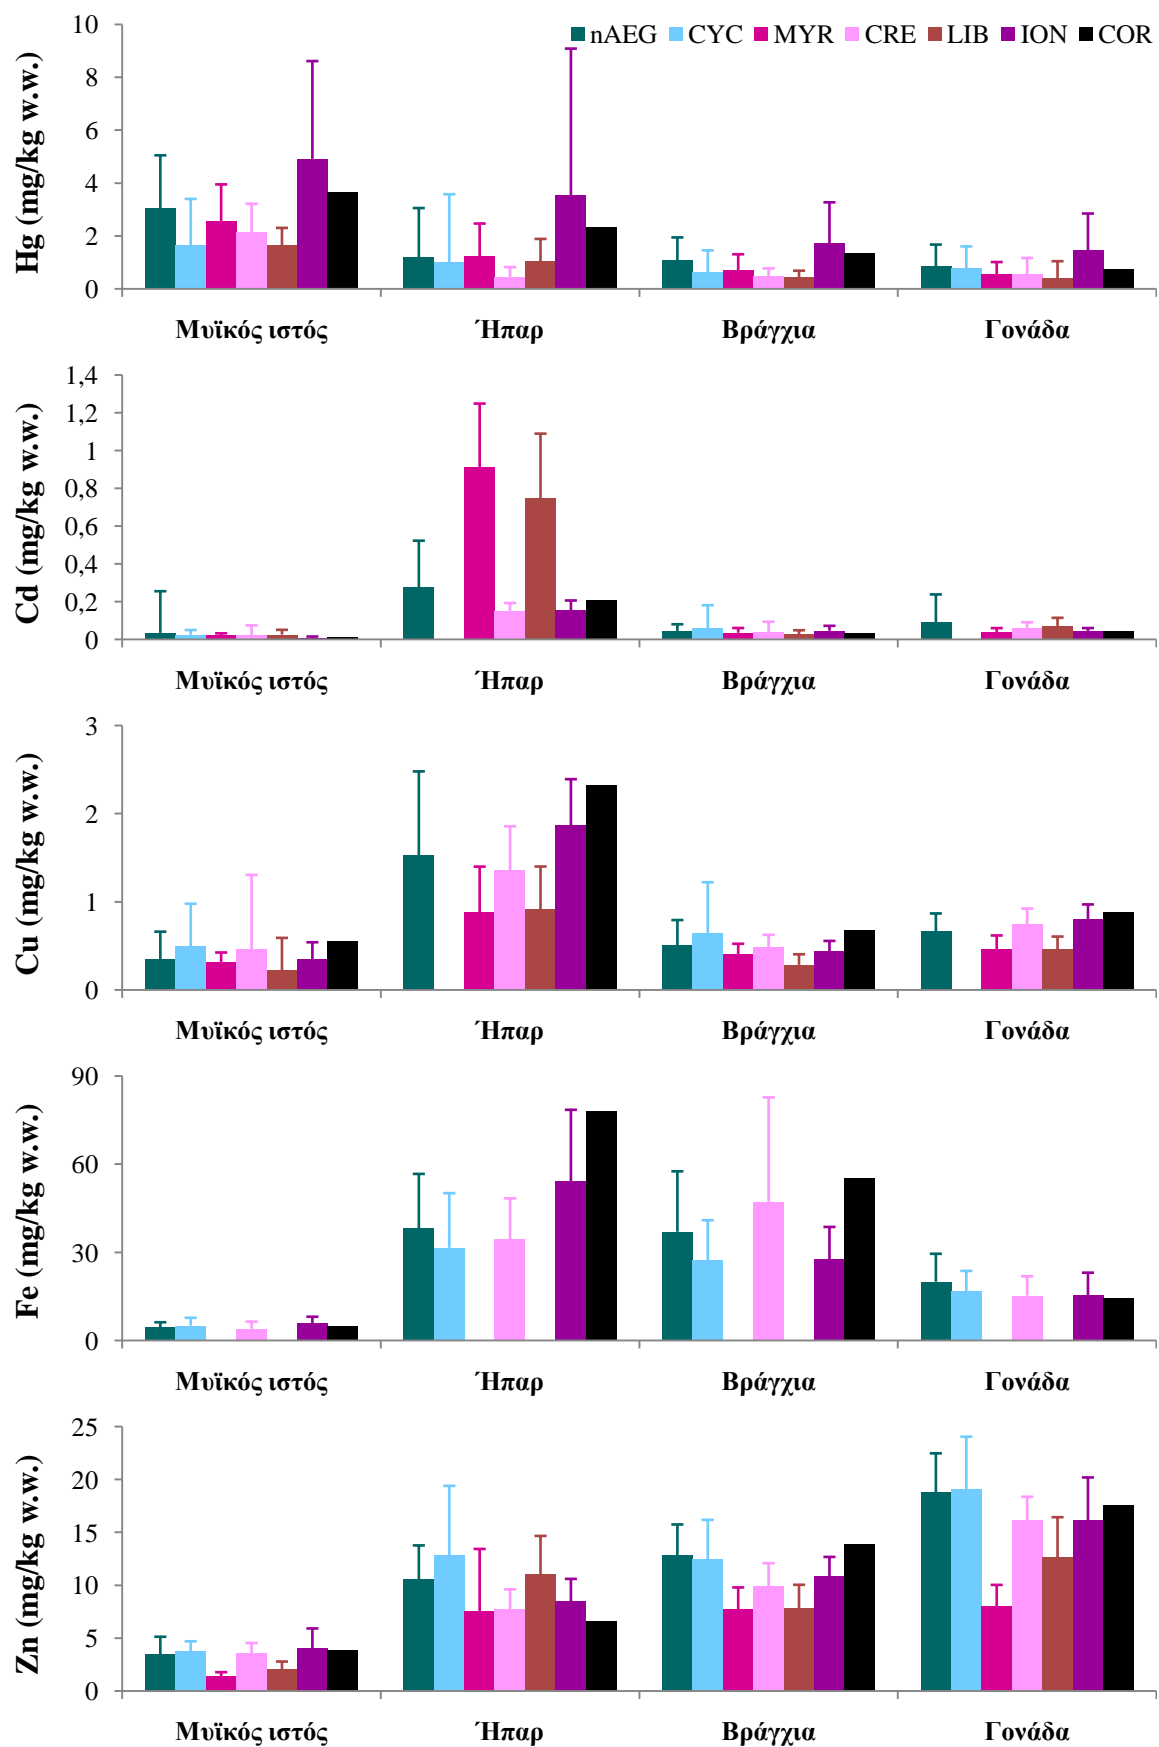 nAEG CYC MYR CRE LIB ION COR
Hg (mg/kg w.w.)
10
8
6
4
2
0
Μυϊκός ιστός Ήπαρ Βράγχια Γονάδα
Cd (mg/kg w.w.)
1,4
1,2
1
0,8
0,6
0,4
0,2
0
Μυϊκός ιστός Ήπαρ Βράγχια Γονάδα
Cu (mg/kg w.w.)
3
2
1
0
Μυϊκός ιστός Ήπαρ Βράγχια Γονάδα
Fe (mg/kg w.w.)
90
60
30
0
Μυϊκός ιστός Ήπαρ Βράγχια Γονάδα
Zn (mg/kg w.w.)
25
20
15
10
5
0
Μυϊκός ιστός Ήπαρ Βράγχια Γονάδα